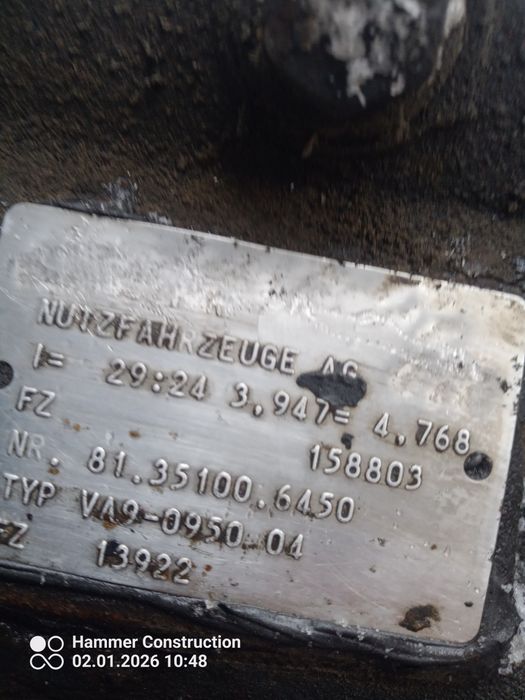 NUTZFAHRZEUGE AG
I= 29:24 3,947= 4,768
FZ 158803
NR. 81.35100.6450
TYP VA9-0950 04
FZ 13922
Hammer Construction
02.01.2026 10:48